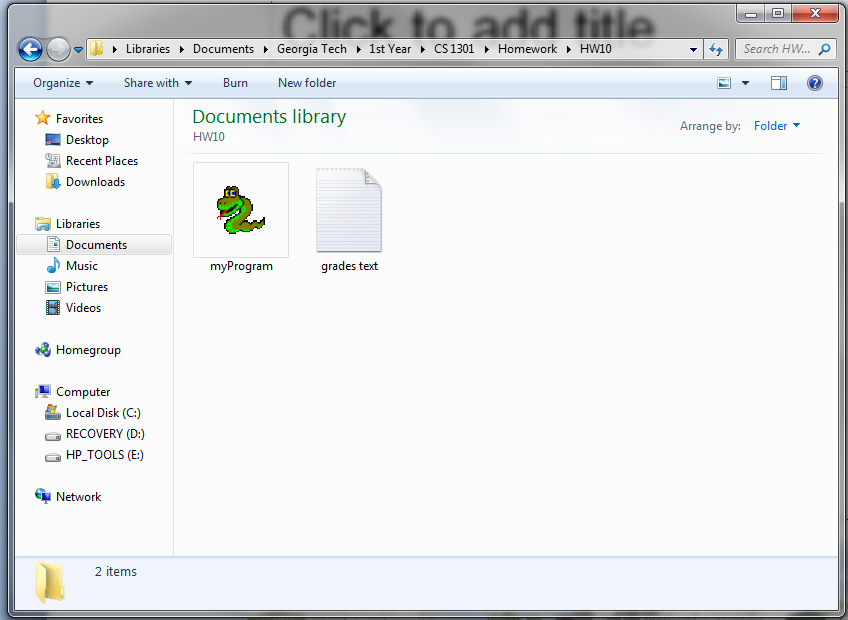 Click to add title
Libraries Documents Georgia Tech 1st Year CS 1301 Homework HW10
Search HW...
Organize Share with Burn New folder
Favorites
Desktop
Recent Places
Downloads
Libraries
Documents
Music
Pictures
Videos
Homegroup
Computer
Local Disk (C:)
RECOVERY (D:)
HP_TOOLS (E:)
Network
Documents library
HW10
Arrange by: Folder
myProgram
grades text
2 items